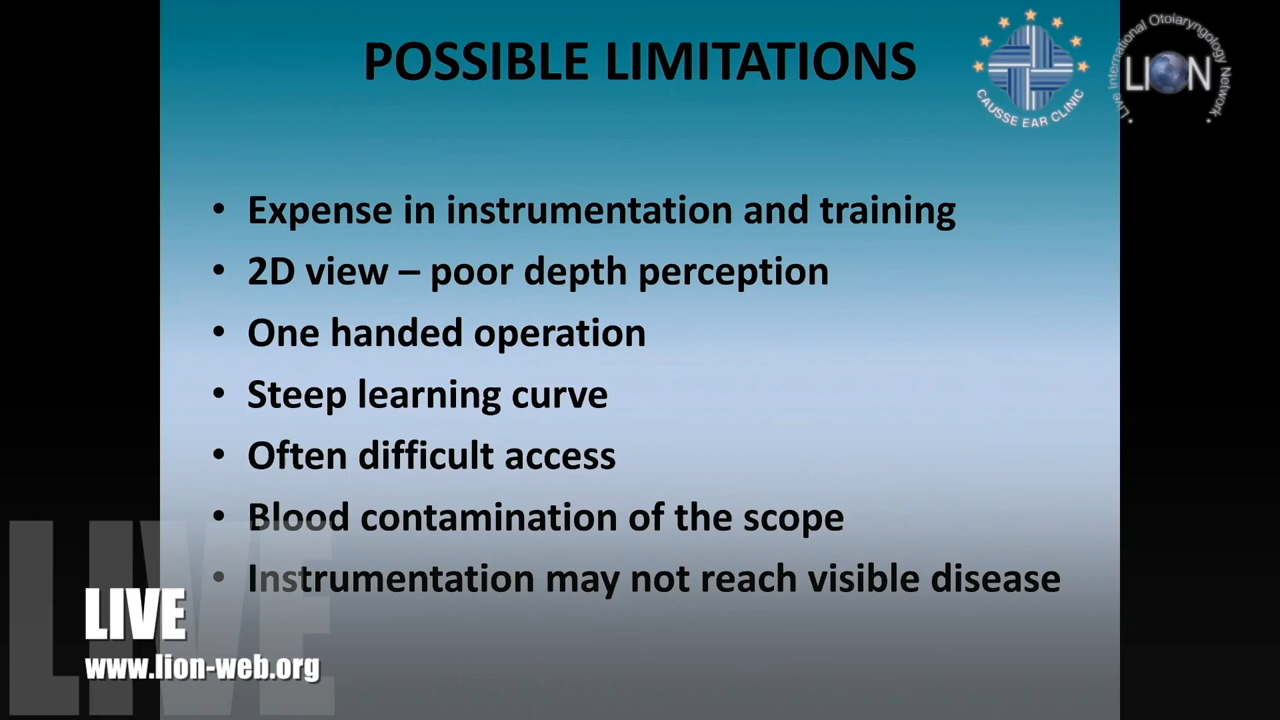 POSSIBLE LIMITATIONS
CAUSSE EAR CLINIC
Live International Otolaryngology Network
LION
• Expense in instrumentation and training
• 2D view – poor depth perception
• One handed operation
• Steep learning curve
• Often difficult access
• Blood contamination of the scope
• Instrumentation may not reach visible disease
LIVE
LIVE
www.lion-web.org